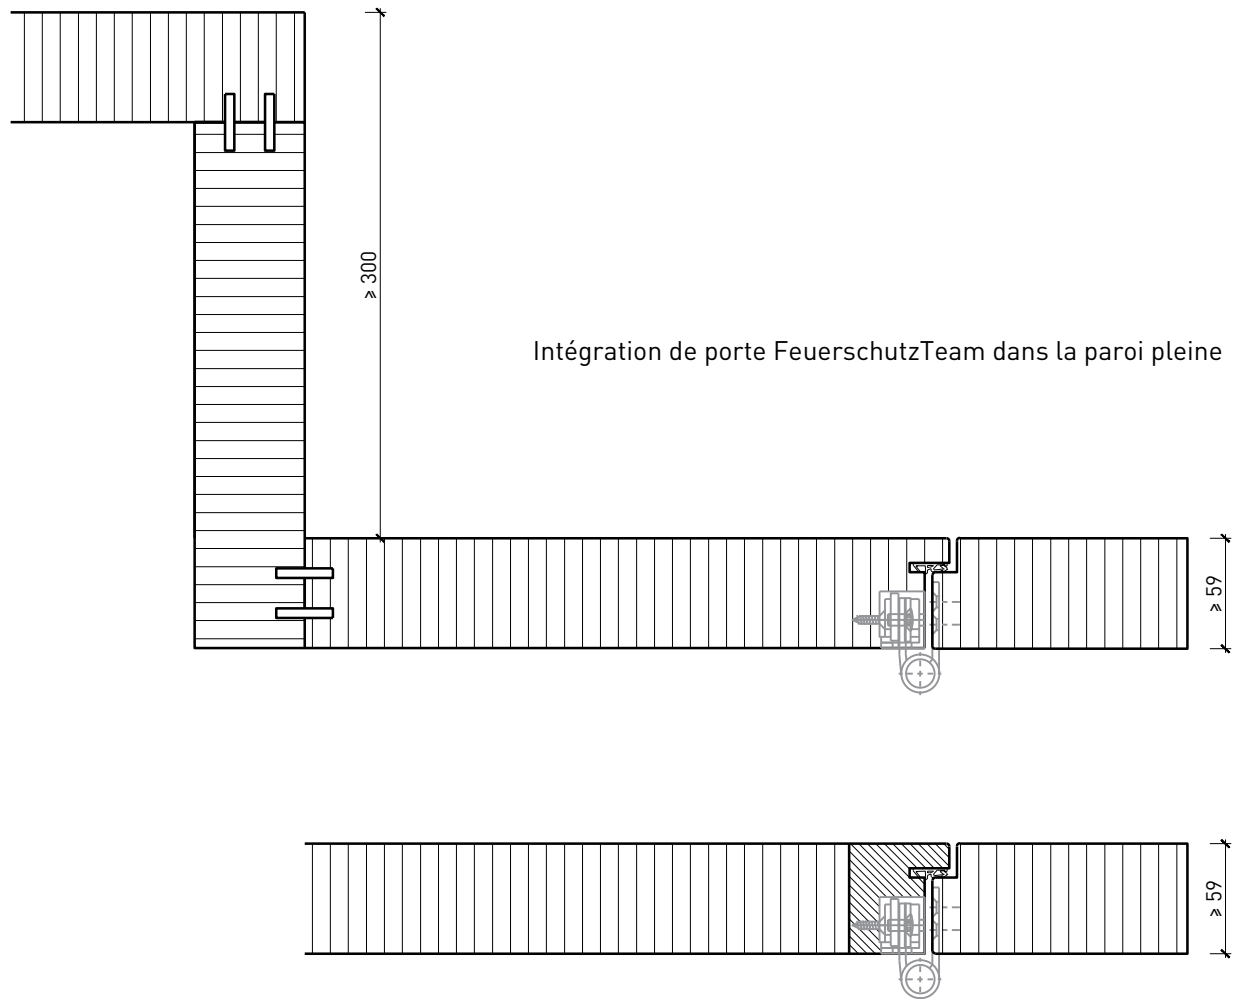 ⩾ 300
Intégration de porte FeuerschutzTeam dans la paroi pleine
⩾ 59
⩾ 59